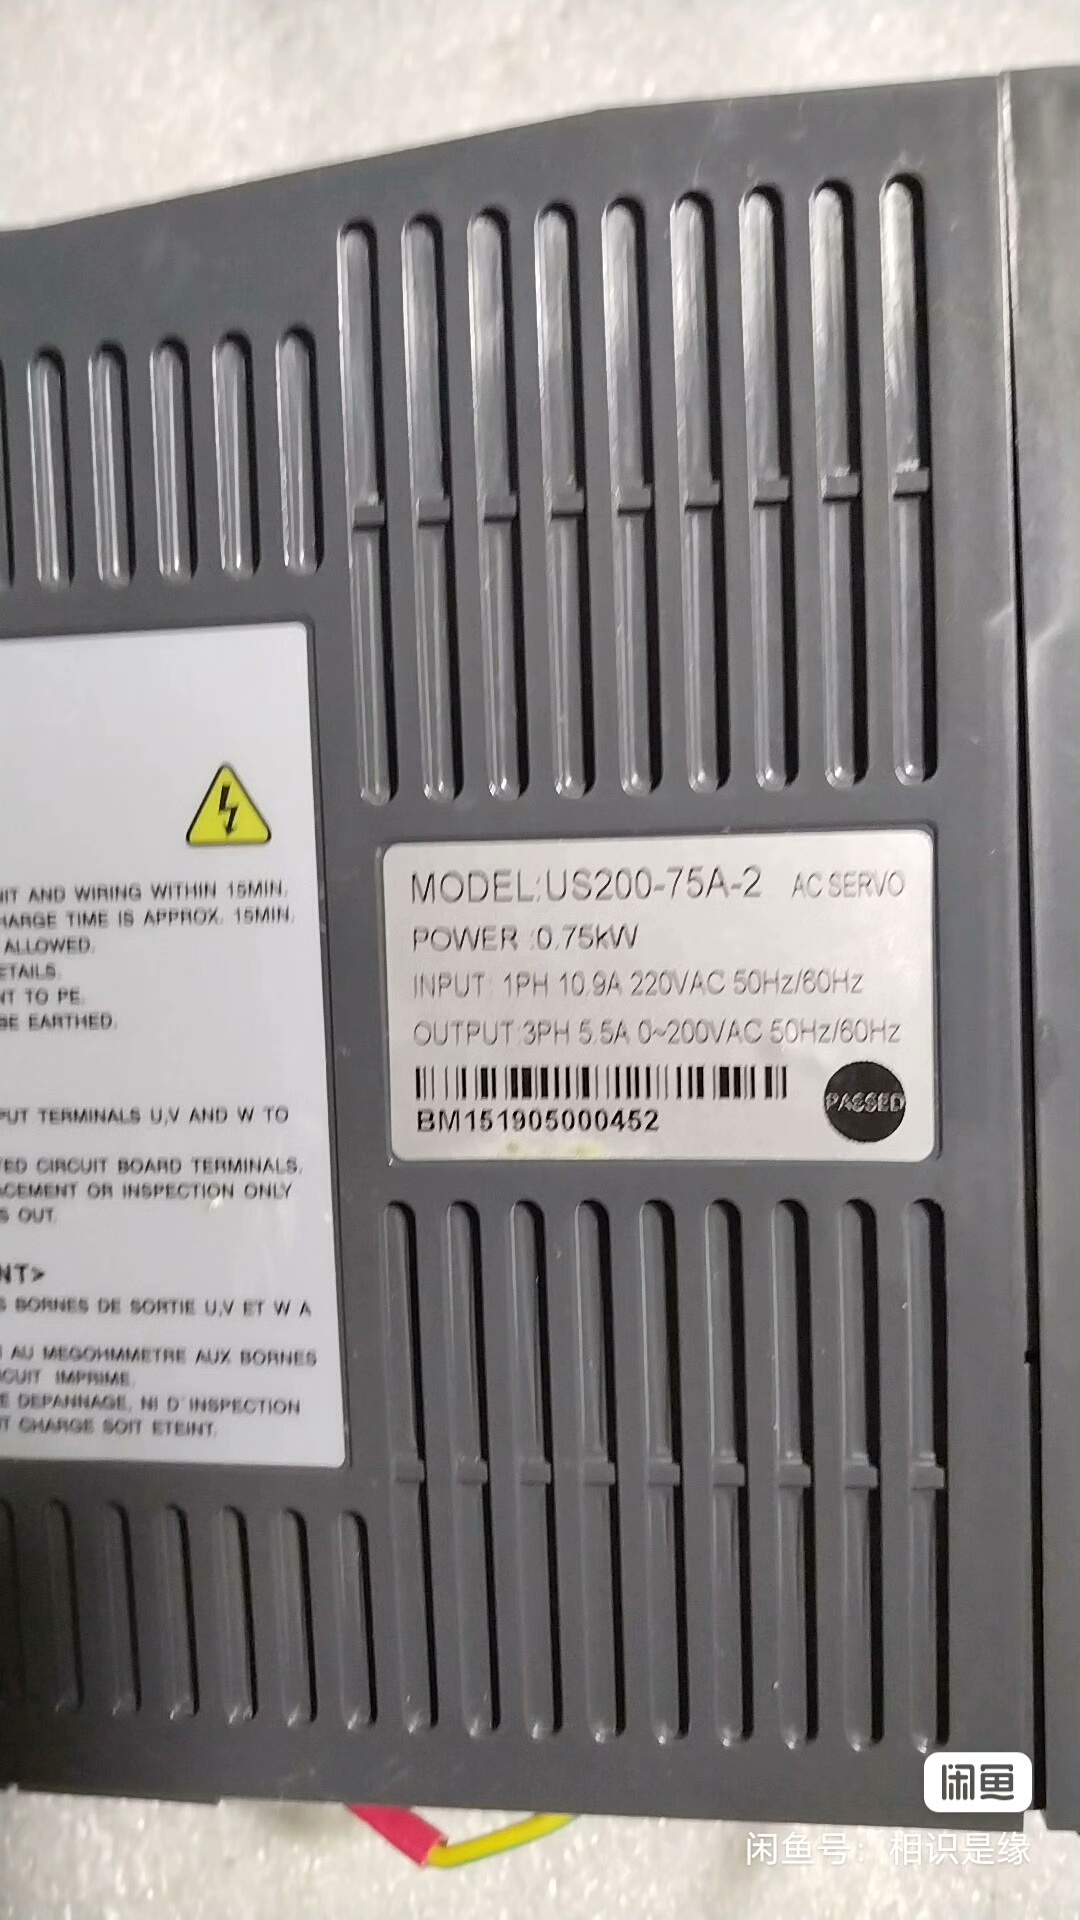 NIT AND WIRING WITHIN 15MIN.
HARGE TIME IS APPROX. 15MIN.
ALLOWED.
ETAILS.
NT TO PE.
BE EARTHED.
PUT TERMINALS U,V AND W TO
TED CIRCUIT BOARD TERMINALS.
ACEMENT OR INSPECTION ONLY
S OUT.
NT>
S BORNES DE SORTIE U,V ET W A
AU MEGOHMMETRE AUX BORNES
CUIT IMPRIME.
E DEPANNAGE, NI D'INSPECTION
T CHARGE SOIT ETEINT.
MODEL:US200-75A-2 AC SERVO
POWER :0.75kW
INPUT: 1PH 10.9A 220VAC 50Hz/60Hz
OUTPUT:3PH 5.5A 0~200VAC 50Hz/60Hz
BM151905000452
PASSED
闲鱼
闲鱼号：相识是缘